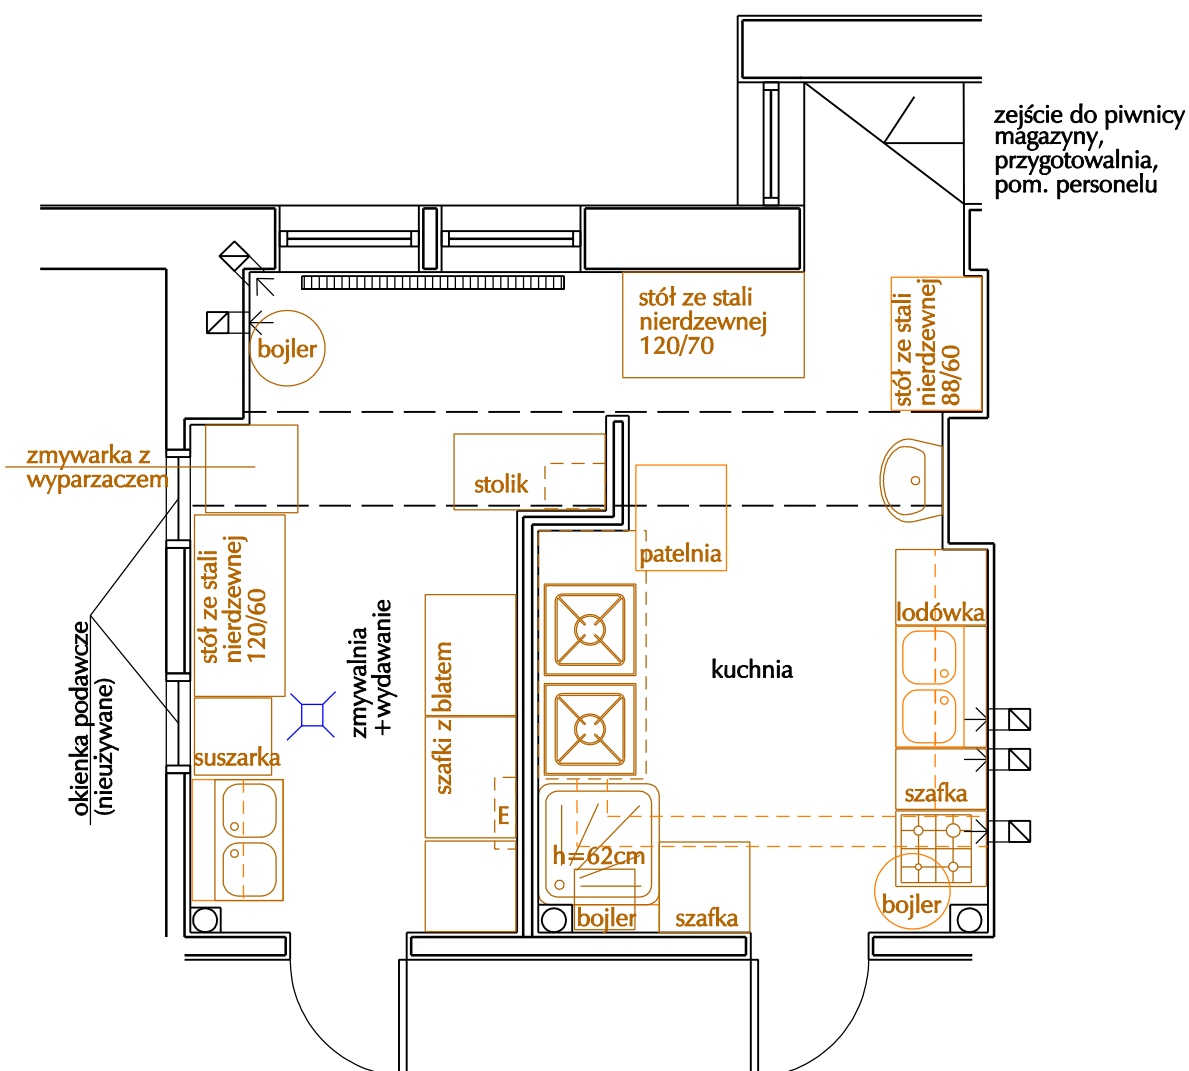 zejście do piwnicy
magazyny,
przygotowalnia,
pom. personelu
stół ze stali
nierdzewnej
120/70
stół ze stali
nierdzewnej
88/60
bojler
zmywarka z
wyparzaczem
stolik
patelnia
stół ze stali
nierdzewnej
120/60
lodówka
okienka podawcze
(nieużywane)
zmywalnia
+wydawanie
szafki z blatem
kuchnia
suszarka
szafka
E
h=62cm
bojler
szafka
bojler